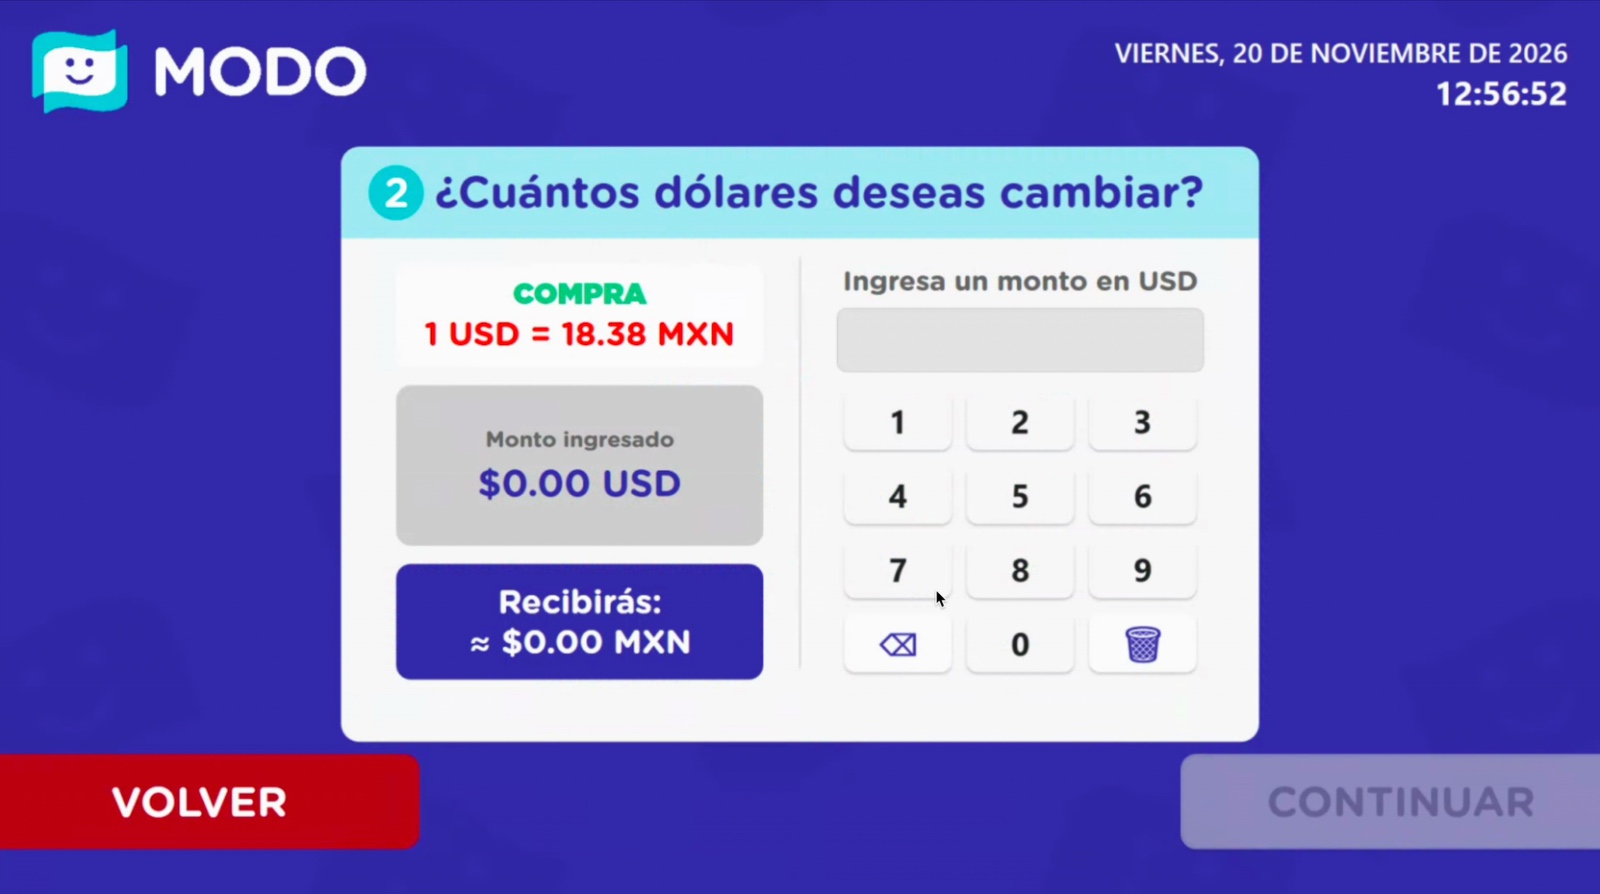 MODO
VIERNES, 20 DE NOVIEMBRE DE 2026
12:56:52
2 ¿Cuántos dólares deseas cambiar?
COMPRA
1 USD = 18.38 MXN
Monto ingresado
$0.00 USD
Recibirás:
≈ $0.00 MXN
Ingresa un monto en USD
1 2 3
4 5 6
7 8 9
0
VOLVER
CONTINUAR